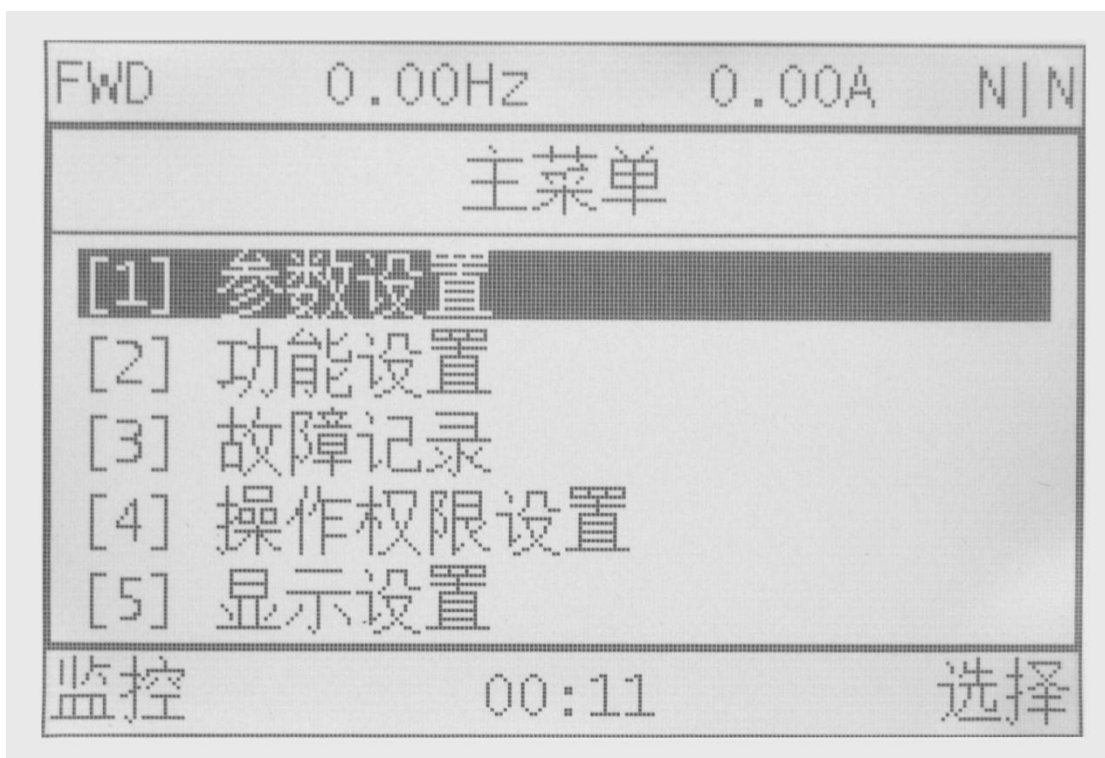 FWD 0.00Hz 0.00A N|N
主菜单
[1] 参数设置
[2] 功能设置
[3] 故障记录
[4] 操作权限设置
[5] 显示设置
监控 00:11 选择